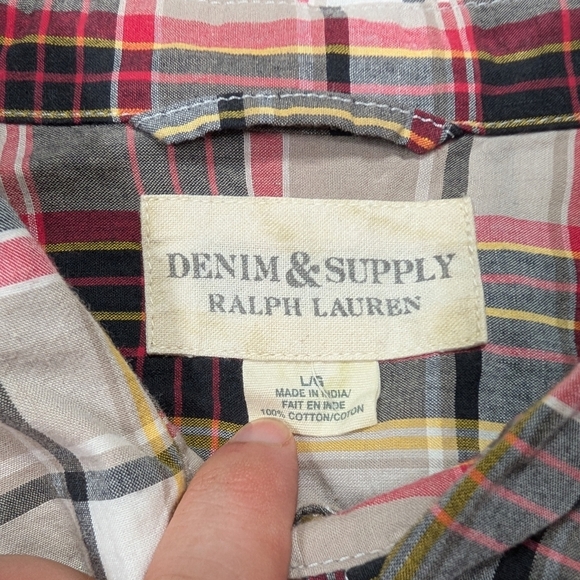 DENIM & SUPPLY
RALPH LAUREN
L/G
MADE IN INDIA/
FAIT EN INDE
100% COTTON/COTON